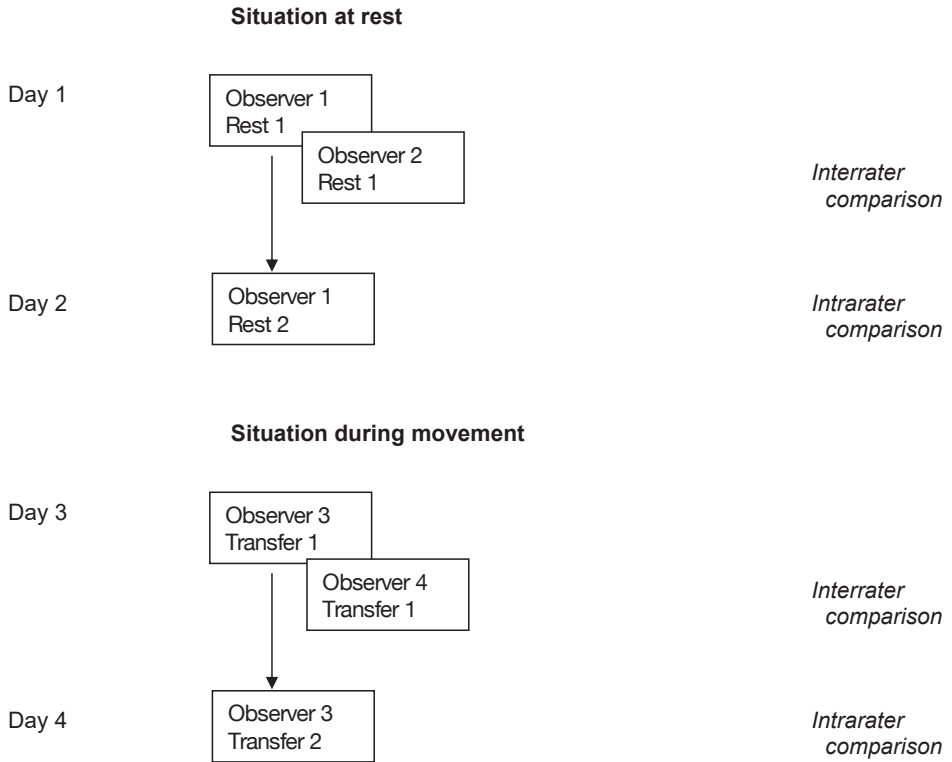 Situation at rest
Day 1
Observer 1
Rest 1
Observer 2
Rest 1
Interrater
comparison
Day 2
Observer 1
Rest 2
Intrarater
comparison
Situation during movement
Day 3
Observer 3
Transfer 1
Observer 4
Transfer 1
Interrater
comparison
Day 4
Observer 3
Transfer 2
Intrarater
comparison